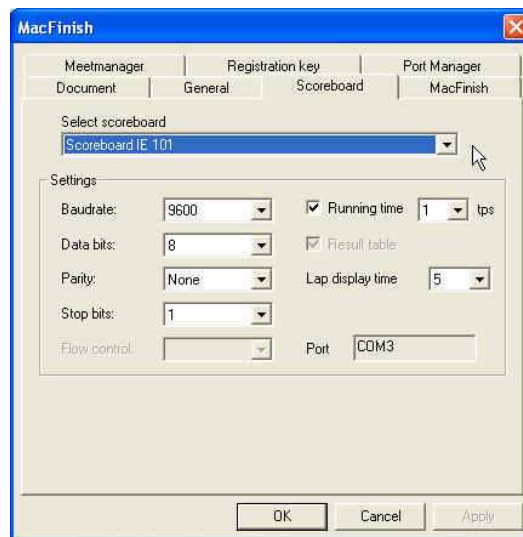 MacFinish
Meetmanager Registration key Port Manager
Document General Scoreboard MacFinish
Select scoreboard
Scoreboard IE 101
Settings
Baudrate: 9600 Running time 1 tps
Data bits: 8 Result table
Parity: None Lap display time 5
Stop bits: 1
Flow control: Port COM3
OK Cancel Apply